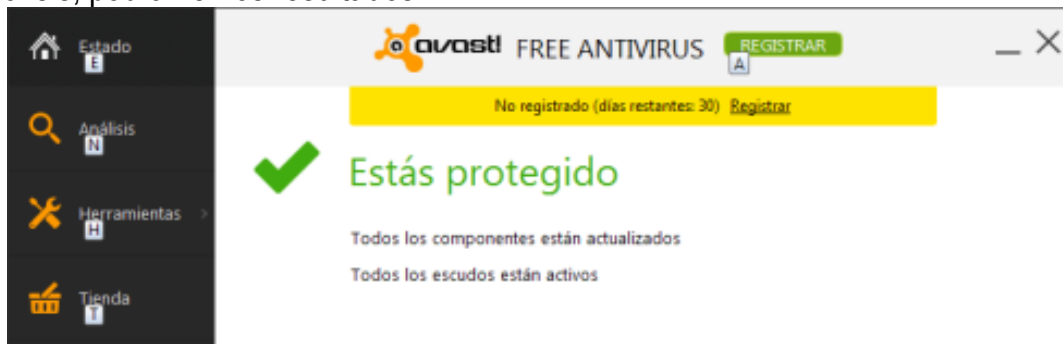 Estado
E
avast! FREE ANTIVIRUS
REGISTRAR
A
No registrado (días restantes: 30) Registrar
Análisis
N
Estás protegido
Herramientas
H
Todos los componentes están actualizados
Todos los escudos están activos
Tienda
T